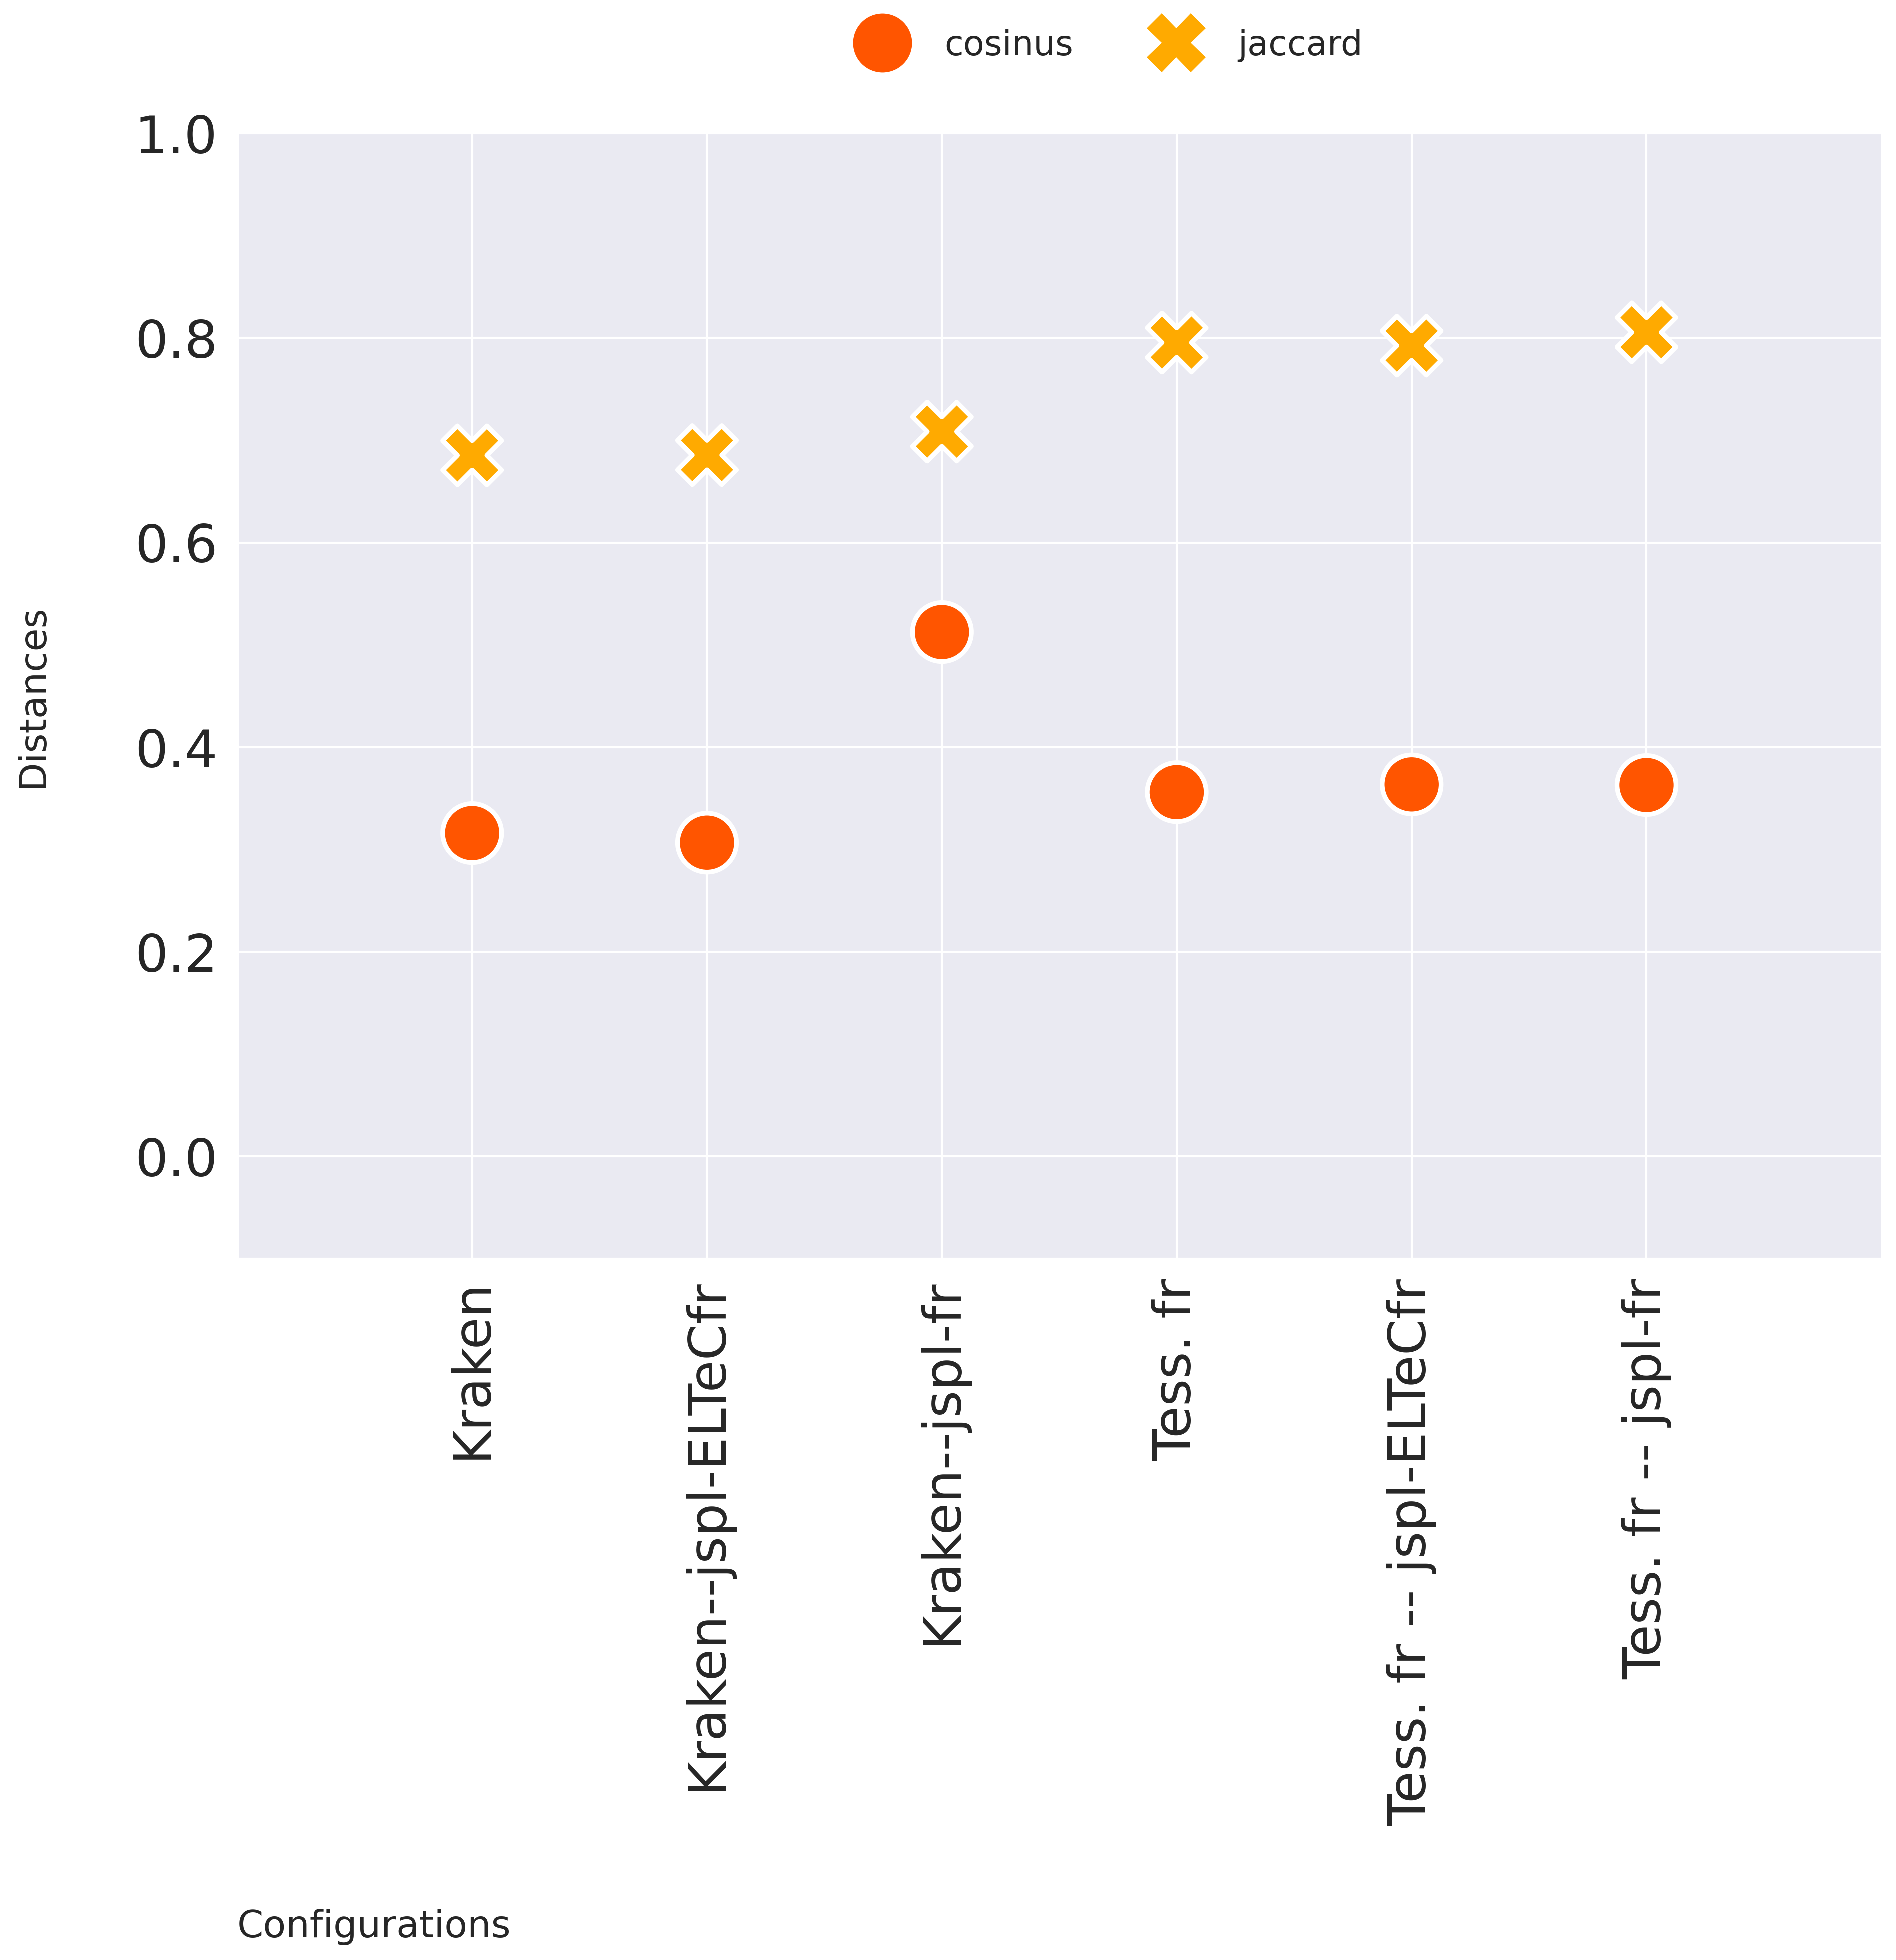 cosinus jaccard
1.0
0.8
0.6
0.4
0.2
0.0
Distances
Kraken
Kraken--jspl-ELTeCfr
Kraken--jspl-fr
Tess. fr
Tess. fr -- jspl-ELTeCfr
Tess. fr -- jspl-fr
Configurations